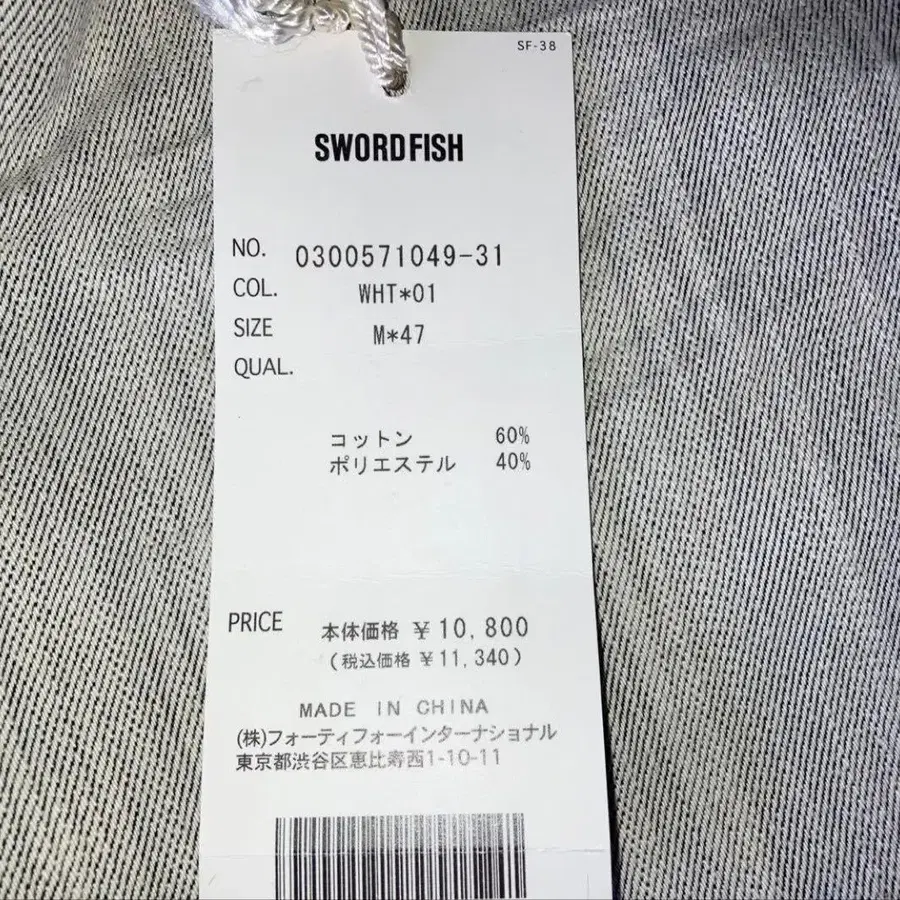 SF-38
SWORDFISH
NO. 0300571049-31
COL. WHT*01
SIZE M*47
QUAL.
コットン 60%
ポリエステル 40%
PRICE 本体価格 ¥10,800
(税込価格 ¥11,340)
MADE IN CHINA
(株)フォーティフォーインターナショナル
東京都渋谷区恵比寿西1-10-11